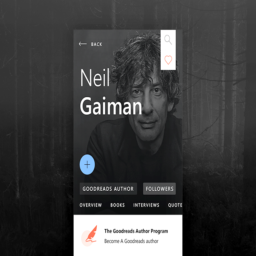 BACK
Neil
Gaiman
GOODREADS AUTHOR FOLLOWERS
OVERVIEW BOOKS INTERVIEWS QUOTE
The Goodreads Author Program
Become A Goodreads author